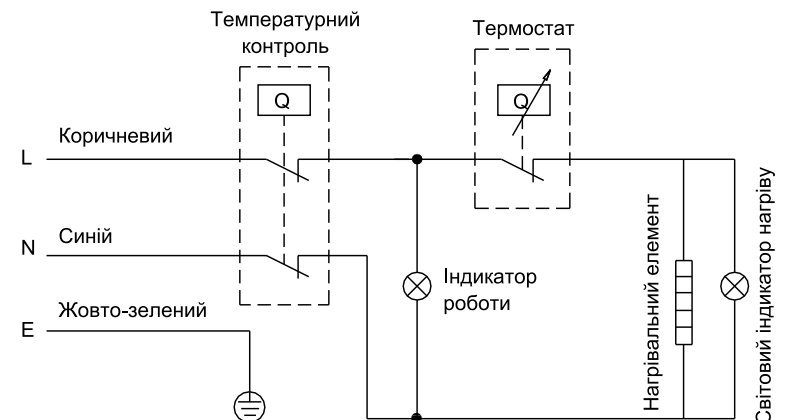 Температурний
контроль
Термостат
Q
Q
Коричневий
L
Синій
N
Індикатор
роботи
Жовто-зелений
E
Нагрівальний елемент
Світовий індикатор нагріву